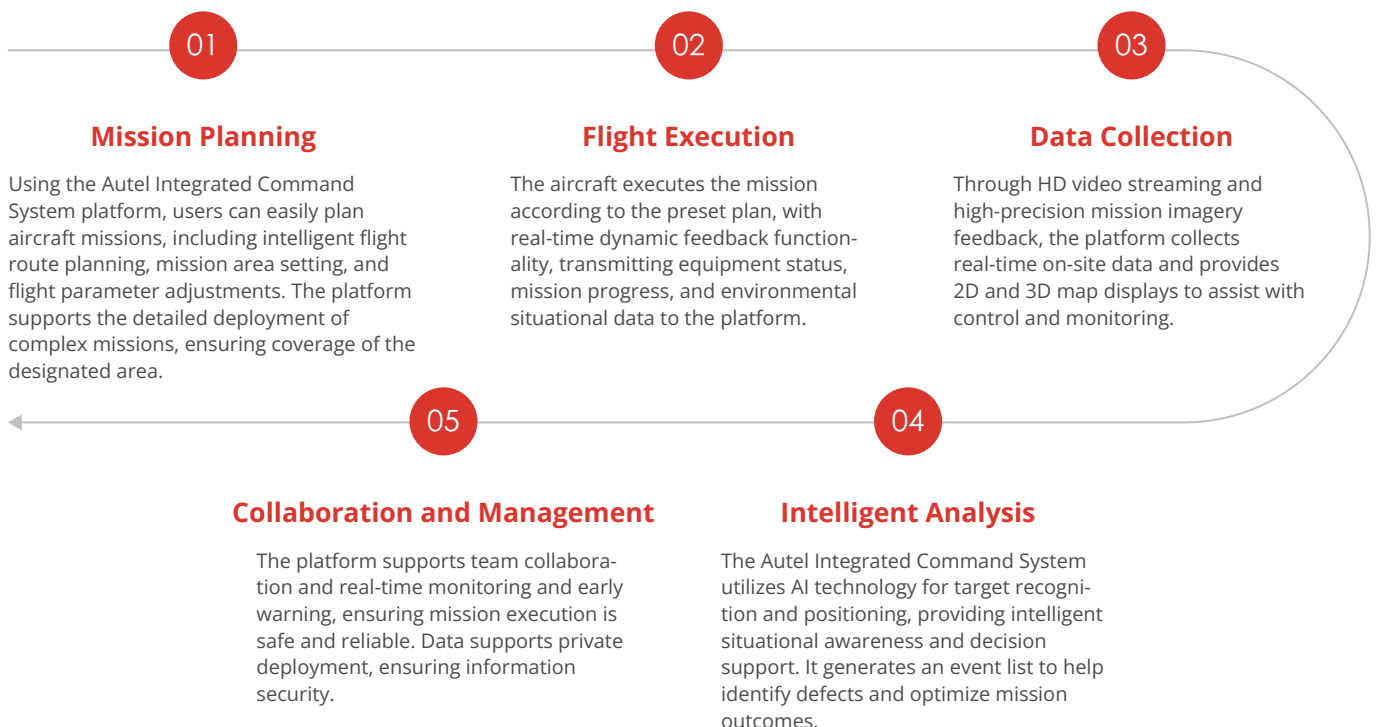 01
Mission Planning
Using the Autel Integrated Command
System platform, users can easily plan
aircraft missions, including intelligent flight
route planning, mission area setting, and
flight parameter adjustments. The platform
supports the detailed deployment of
complex missions, ensuring coverage of the
designated area.
02
Flight Execution
The aircraft executes the mission
according to the preset plan, with
real-time dynamic feedback function-
ality, transmitting equipment status,
mission progress, and environmental
situational data to the platform.
03
Data Collection
Through HD video streaming and
high-precision mission imagery
feedback, the platform collects
real-time on-site data and provides
2D and 3D map displays to assist with
control and monitoring.
04
Intelligent Analysis
The Autel Integrated Command System
utilizes AI technology for target recogni-
tion and positioning, providing intelligent
situational awareness and decision
support. It generates an event list to help
identify defects and optimize mission
outcomes.
05
Collaboration and Management
The platform supports team collabora-
tion and real-time monitoring and early
warning, ensuring mission execution is
safe and reliable. Data supports private
deployment, ensuring information
security.